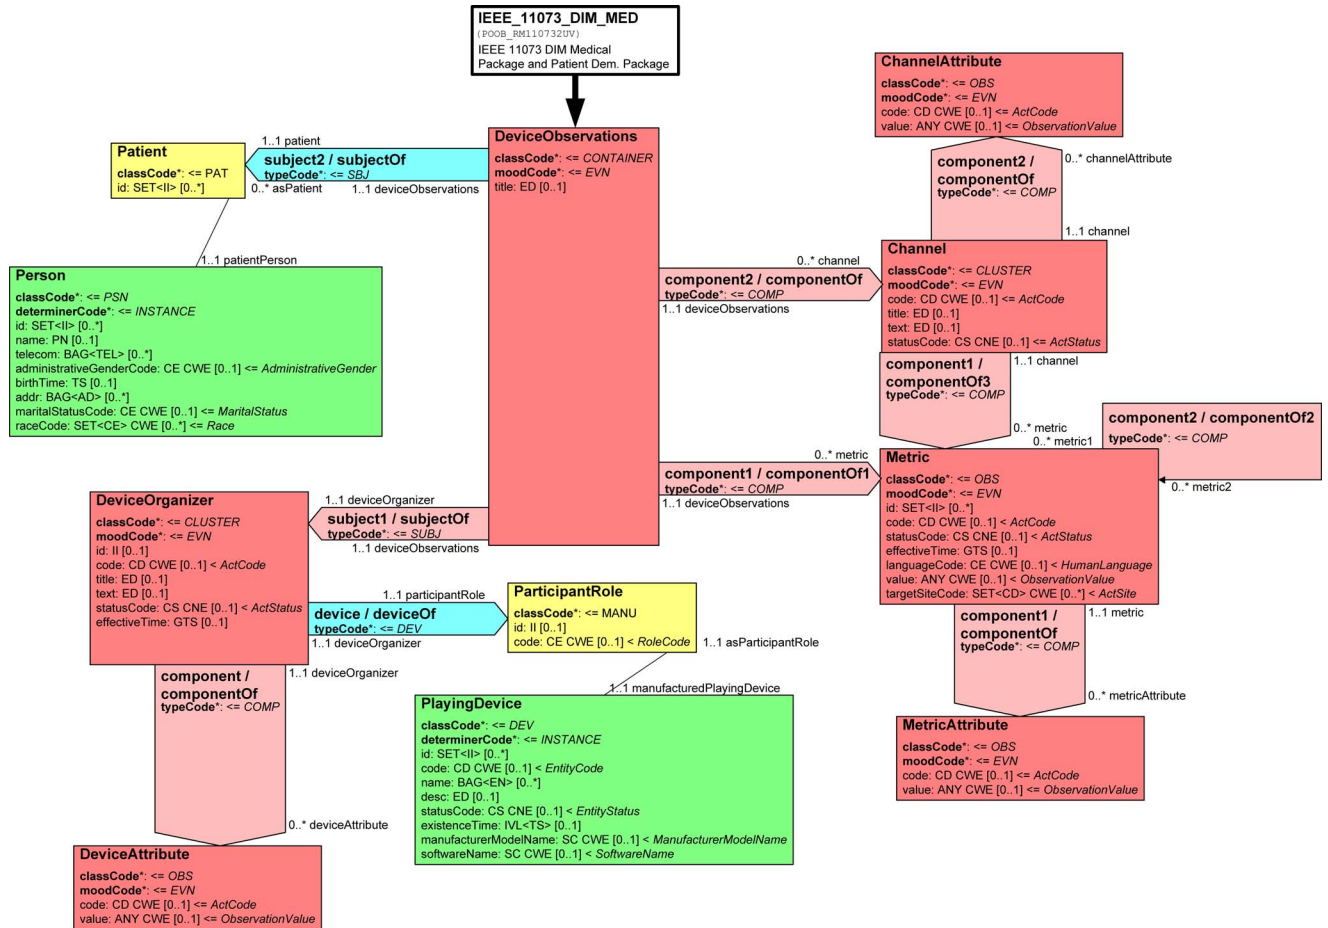 IEEE_11073_DIM_MED
(POOB_RM110732UV)
IEEE 11073 DIM Medical
Package and Patient Dem. Package
ChannelAttribute
classCode*: <= OBS
moodCode*: <= EVN
code: CD CWE [0..1] <= ActCode
value: ANY CWE [0..1] <= ObservationValue
DeviceObservations
classCode*: <= CONTAINER
moodCode*: <= EVN
title: ED [0..1]
1..1 patient
subject2 / subjectOf
typeCode*: <= SBJ
0..* asPatient
1..1 deviceObservations
Patient
classCode*: <= PAT
id: SET<II> [0..*]
component2 /
componentOf
typeCode*: <= COMP
0..* channelAttribute
1..1 channel
1..1 patientPerson
Person
classCode*: <= PSN
determinerCode*: <= INSTANCE
id: SET<II> [0..*]
name: PN [0..1]
telecom: BAG<TEL> [0..*]
administrativeGenderCode: CE CWE [0..1] <= AdministrativeGender
birthTime: TS [0..1]
addr: BAG<AD> [0..*]
maritalStatusCode: CE CWE [0..1] <= MaritalStatus
raceCode: SET<CE> CWE [0..*] <= Race
0..* channel
component2 / componentOf
typeCode*: <= COMP
1..1 deviceObservations
Channel
classCode*: <= CLUSTER
moodCode*: <= EVN
code: CD CWE [0..1] <= ActCode
title: ED [0..1]
text: ED [0..1]
statusCode: CS CNE [0..1] <= ActStatus
component1 /
componentOf3
typeCode*: <= COMP
1..1 channel
0..* metric
0..* metric1
component2 / componentOf2
typeCode*: <= COMP
0..* metric2
0..* metric
component1 / componentOf1
typeCode*: <= COMP
1..1 deviceObservations
Metric
classCode*: <= OBS
moodCode*: <= EVN
id: SET<II> [0..*]
code: CD CWE [0..1] < ActCode
statusCode: CS CNE [0..1] < ActStatus
effectiveTime: GTS [0..1]
languageCode: CE CWE [0..1] < HumanLanguage
value: ANY CWE [0..1] < ObservationValue
targetSiteCode: SET<CD> CWE [0..*] < ActSite
DeviceOrganizer
classCode*: <= CLUSTER
moodCode*: <= EVN
id: II [0..1]
code: CD CWE [0..1] < ActCode
title: ED [0..1]
text: ED [0..1]
statusCode: CS CNE [0..1] < ActStatus
effectiveTime: GTS [0..1]
1..1 deviceOrganizer
subject1 / subjectOf
typeCode*: <= SUBJ
1..1 deviceObservations
1..1 participantRole
device / deviceOf
typeCode*: <= DEV
1..1 deviceOrganizer
ParticipantRole
classCode*: <= MANU
id: II [0..1]
code: CE CWE [0..1] < RoleCode
1..1 asParticipantRole
component1 /
componentOf
typeCode*: <= COMP
1..1 metric
0..* metricAttribute
component /
componentOf
typeCode*: <= COMP
1..1 deviceOrganizer
0..* deviceAttribute
1..1 manufacturedPlayingDevice
PlayingDevice
classCode*: <= DEV
determinerCode*: <= INSTANCE
id: SET<II> [0..*]
code: CD CWE [0..1] < EntityCode
name: BAG<EN> [0..*]
desc: ED [0..1]
statusCode: CS CNE [0..1] < EntityStatus
existenceTime: IVL<TS> [0..1]
manufacturerModelName: SC CWE [0..1] < ManufacturerModelName
softwareName: SC CWE [0..1] < SoftwareName
MetricAttribute
classCode*: <= OBS
moodCode*: <= EVN
code: CD CWE [0..1] <= ActCode
value: ANY CWE [0..1] <= ObservationValue
DeviceAttribute
classCode*: <= OBS
moodCode*: <= EVN
code: CD CWE [0..1] <= ActCode
value: ANY CWE [0..1] <= ObservationValue